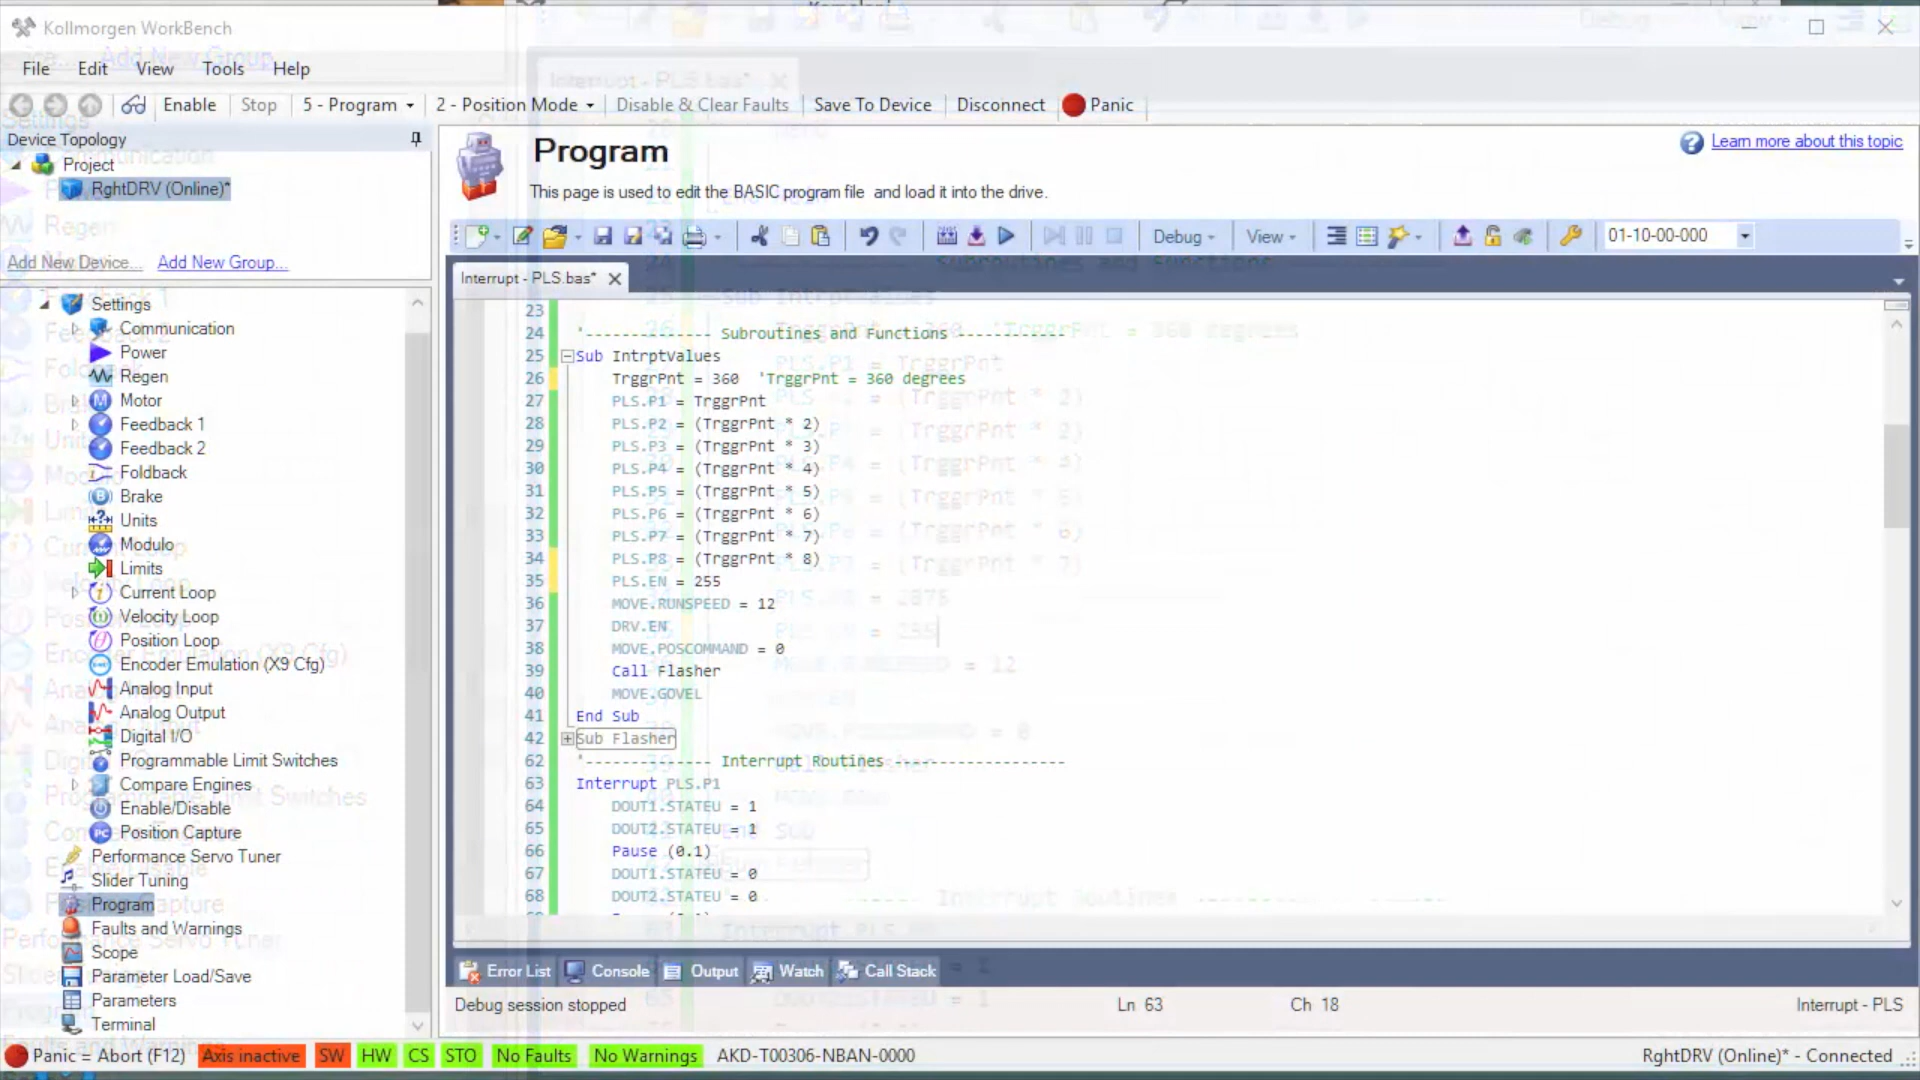 Kollmorgen WorkBench
File Edit View Tools Help
Enable Stop 5 - Program 2 - Position Mode Disable & Clear Faults Save To Device Disconnect Panic
Device Topology
Project
RghtDRV (Online)*
Add New Device... Add New Group...
Settings
Communication
Power
Regen
Motor
Feedback 1
Feedback 2
Foldback
Brake
Units
Modulo
Limits
Current Loop
Velocity Loop
Position Loop
Encoder Emulation (X9 Cfg)
Analog Input
Analog Output
Digital I/O
Programmable Limit Switches
Compare Engines
Enable/Disable
Position Capture
Performance Servo Tuner
Slider Tuning
Program
Faults and Warnings
Scope
Parameter Load/Save
Parameters
Terminal
Program
Learn more about this topic
This page is used to edit the BASIC program file and load it into the drive.
Debug View 01-10-00-000
Interrupt - PLS.bas*
23
24 '-------------- Subroutines and Functions ------------
25 Sub IntrptValues
26 TrggrPnt = 360 'TrggrPnt = 360 degrees
27 PLS.P1 = TrggrPnt
28 PLS.P2 = (TrggrPnt * 2)
29 PLS.P3 = (TrggrPnt * 3)
30 PLS.P4 = (TrggrPnt * 4)
31 PLS.P5 = (TrggrPnt * 5)
32 PLS.P6 = (TrggrPnt * 6)
33 PLS.P7 = (TrggrPnt * 7)
34 PLS.P8 = (TrggrPnt * 8)
35 PLS.EN = 255
36 MOVE.RUNSPEED = 12
37 DRV.EN
38 MOVE.POSCOMMAND = 0
39 Call Flasher
40 MOVE.GOVEL
41 End Sub
42 Sub Flasher
62 '-------------- Interrupt Routines --------------------
63 Interrupt PLS.P1
64 DOUT1.STATEU = 1
65 DOUT2.STATEU = 1
66 Pause (0.1)
67 DOUT1.STATEU = 0
68 DOUT2.STATEU = 0
Error List Console Output Watch Call Stack
Debug session stopped Ln 63 Ch 18 Interrupt - PLS
Panic = Abort (F12) Axis inactive SW HW CS STO No Faults No Warnings AKD-T00306-NBAN-0000 RghtDRV (Online)* - Connected